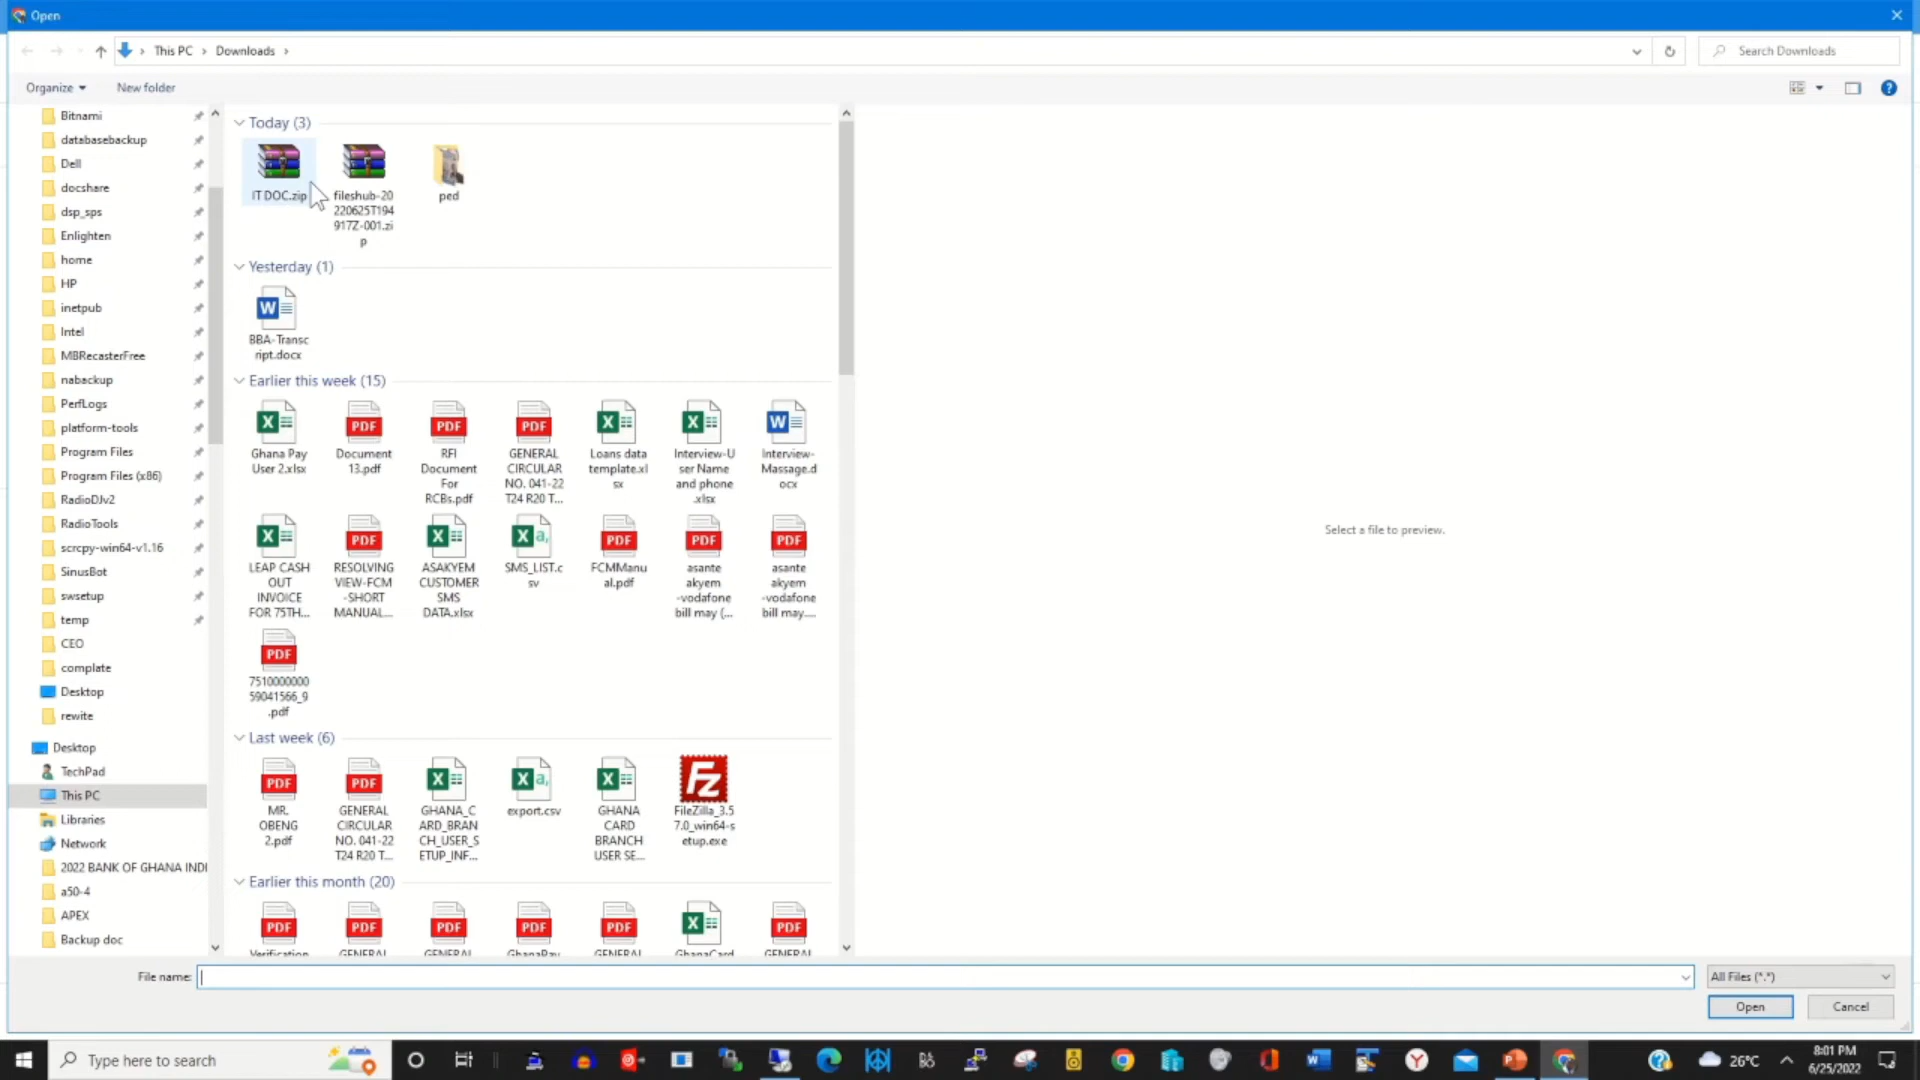 Open
This PC
Downloads
Search Downloads
Organize
New folder
Bitnami
databasebackup
Dell
docshare
dsp_sps
Enlighten
home
HP
inetpub
Intel
MBRecasterFree
nabackup
PerfLogs
platform-tools
Program Files
Program Files (x86)
RadioDJv2
RadioTools
scrcpy-win64-v1.16
SinusBot
swsetup
temp
CEO
complate
Desktop
rewite
Desktop
TechPad
This PC
Libraries
Network
2022 BANK OF GHANA INDI
a50-4
APEX
Backup doc
Today (3)
IT DOC.zip
fileshub-20
220625T194
917Z-001.zi
p
ped
Yesterday (1)
BBA-Transc
ript.docx
Earlier this week (15)
Ghana Pay
User 2.xlsx
Document
13.pdf
RFI
Document
For
RCBs.pdf
GENERAL
CIRCULAR
NO. 041-22
T24 R20 T...
Loans data
template.xl
sx
Interview-U
ser Name
and phone
.xlsx
Interview-
Massage.d
ocx
LEAP CASH
OUT
INVOICE
FOR 75TH...
RESOLVING
VIEW-FCM
-SHORT
MANUAL...
ASAKYEM
CUSTOMER
SMS
DATA.xlsx
SMS_LIST.c
sv
FCMManu
al.pdf
asante
akyem
-vodafone
bill may (...
asante
akyem
-vodafone
bill may....
7510000000
59041566_9
.pdf
Last week (6)
MR.
OBENG
2.pdf
GENERAL
CIRCULAR
NO. 041-22
T24 R20 T...
GHANA_C
ARD_BRAN
CH_USER_S
ETUP_INF...
export.csv
GHANA
CARD
BRANCH
USER SE...
FileZilla_3.5
7.0_win64-s
etup.exe
Earlier this month (20)
Verification
GENERAL
GENERAL
GhanaPay
GENERAL
GhanaCard
GENERAL
Select a file to preview.
File name:
All Files (*.*)
Open
Cancel
Type here to search
26°C
8:01 PM
6/25/2022